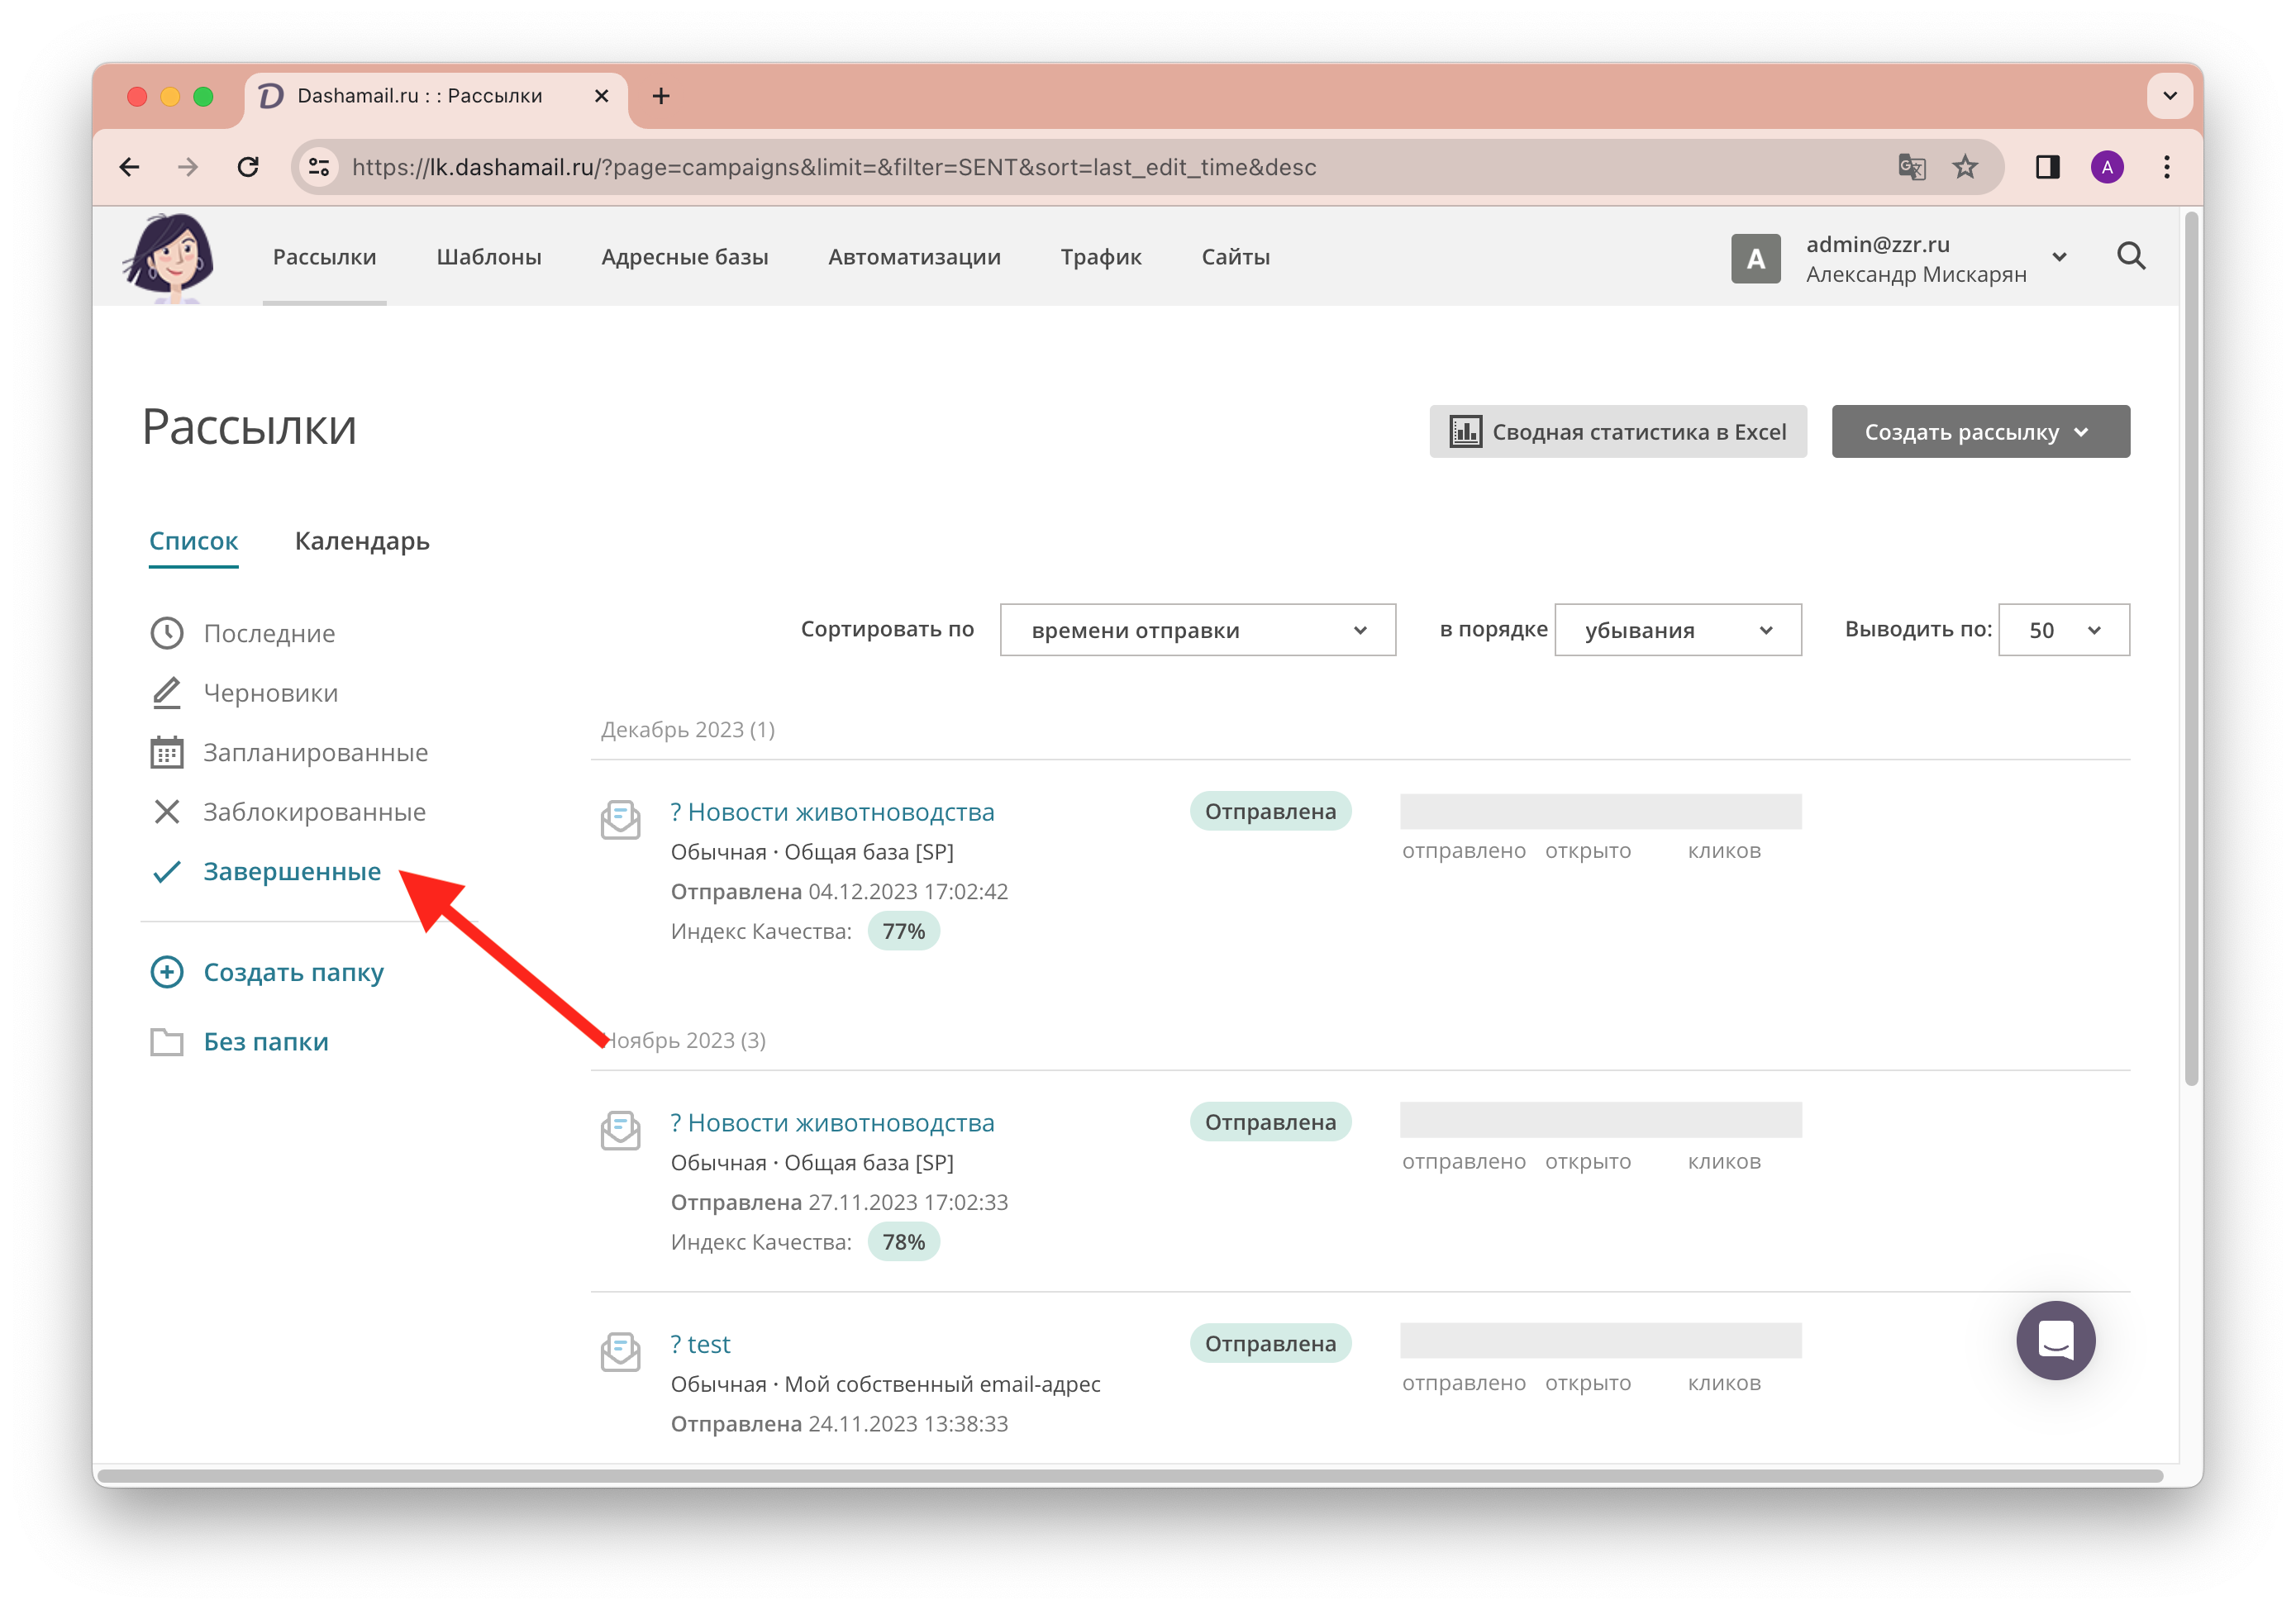 Dashamail.ru : : Рассылки
https://lk.dashamail.ru/?page=campaigns&limit=&filter=SENT&sort=last_edit_time&desc
A
Рассылки Шаблоны Адресные базы Автоматизации Трафик Сайты
A
admin@zzr.ru
Александр Мискарян
Рассылки
Сводная статистика в Excel
Создать рассылку
Список Календарь
Последние
Черновики
Запланированные
Заблокированные
Завершенные
Создать папку
Без папки
Сортировать по времени отправки в порядке убывания Выводить по: 50
Декабрь 2023 (1)
? Новости животноводства
Обычная · Общая база [SP]
Отправлена 04.12.2023 17:02:42
Индекс Качества: 77%
Отправлена
отправлено открыто кликов
Ноябрь 2023 (3)
? Новости животноводства
Обычная · Общая база [SP]
Отправлена 27.11.2023 17:02:33
Индекс Качества: 78%
Отправлена
отправлено открыто кликов
? test
Обычная · Мой собственный email-адрес
Отправлена 24.11.2023 13:38:33
Отправлена
отправлено открыто кликов